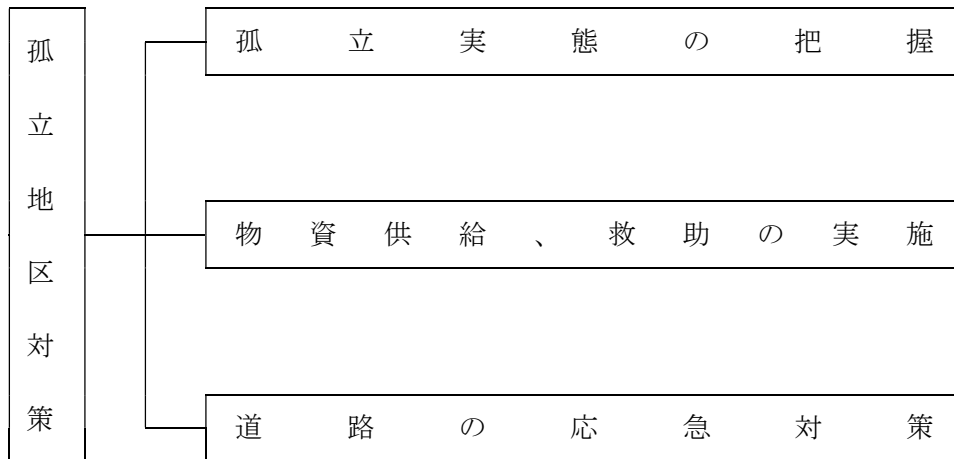 孤立地区対策
孤立実態の把握
物資供給、救助の実施
道路の応急対策